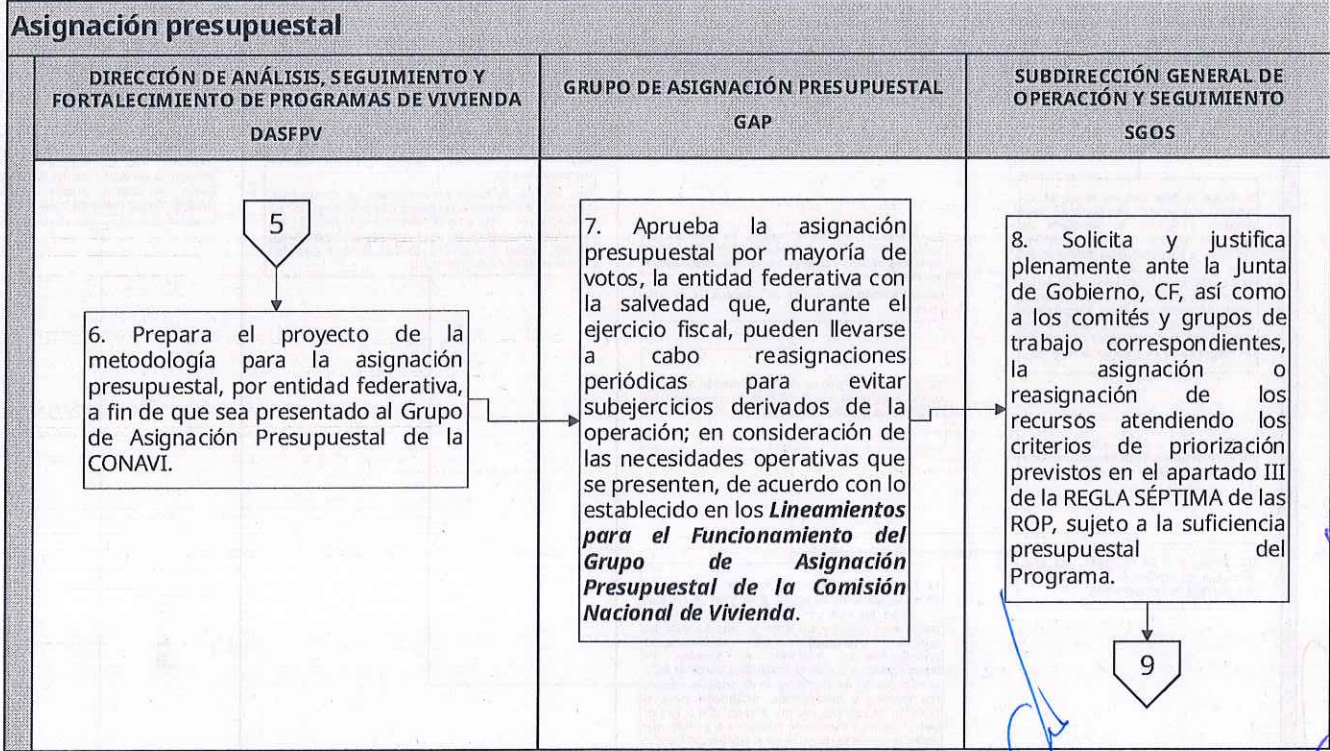 Asignación presupuestal
DIRECCIÓN DE ANÁLISIS, SEGUIMIENTO Y
FORTALECIMIENTO DE PROGRAMAS DE VIVIENDA
DASFPV
GRUPO DE ASIGNACIÓN PRESUPUESTAL
GAP
SUBDIRECCIÓN GENERAL DE
OPERACIÓN Y SEGUIMIENTO
SGOS
5
6. Prepara el proyecto de la
metodología para la asignación
presupuestal, por entidad federativa,
a fin de que sea presentado al Grupo
de Asignación Presupuestal de la
CONAVI.
7. Aprueba la asignación
presupuestal por mayoría de
votos, la entidad federativa con
la salvedad que, durante el
ejercicio fiscal, pueden llevarse
a cabo reasignaciones
periódicas para evitar
subejercicios derivados de la
operación; en consideración de
las necesidades operativas que
se presenten, de acuerdo con lo
establecido en los Lineamientos
para el Funcionamiento del
Grupo de Asignación
Presupuestal de la Comisión
Nacional de Vivienda.
8. Solicita y justifica
plenamente ante la Junta
de Gobierno, CF, así como
a los comités y grupos de
trabajo correspondientes,
la asignación o
reasignación de los
recursos atendiendo los
criterios de priorización
previstos en el apartado III
de la REGLA SÉPTIMA de las
ROP, sujeto a la suficiencia
presupuestal del
Programa.
9